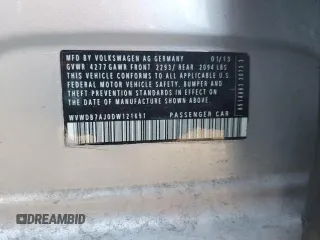 MFD BY VOLKSWAGEN AG GERMANY 01/13
GVWR 4277 GAWR FRONT 2293/ REAR 2094 LBS
THIS VEHICLE CONFORMS TO ALL APPLICABLE U.S.
FEDERAL MOTOR VEHICLE SAFETY, BUMPER AND
THEFT PREVENTION STANDARDS IN EFFECT ON THE
DATE OF MANUFACTURE SHOWN ABOVE.
WVWDB7AJ0DW121651 PASSENGER CAR
DREAMBID